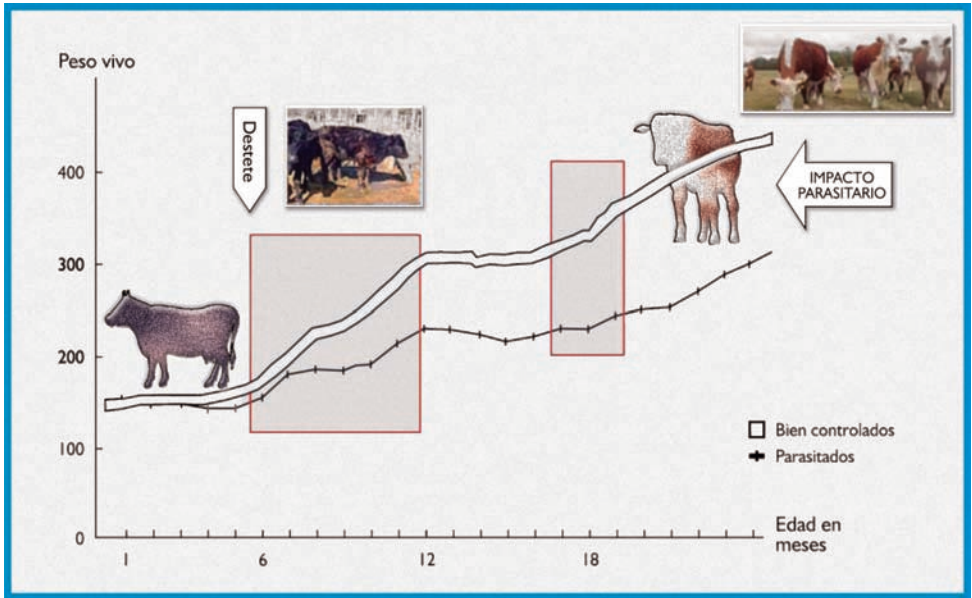 Peso vivo
Destete
IMPACTO
PARASITARIO
400
300
200
100
0
Bien controlados
Parasitados
1
6
12
18
Edad en
meses